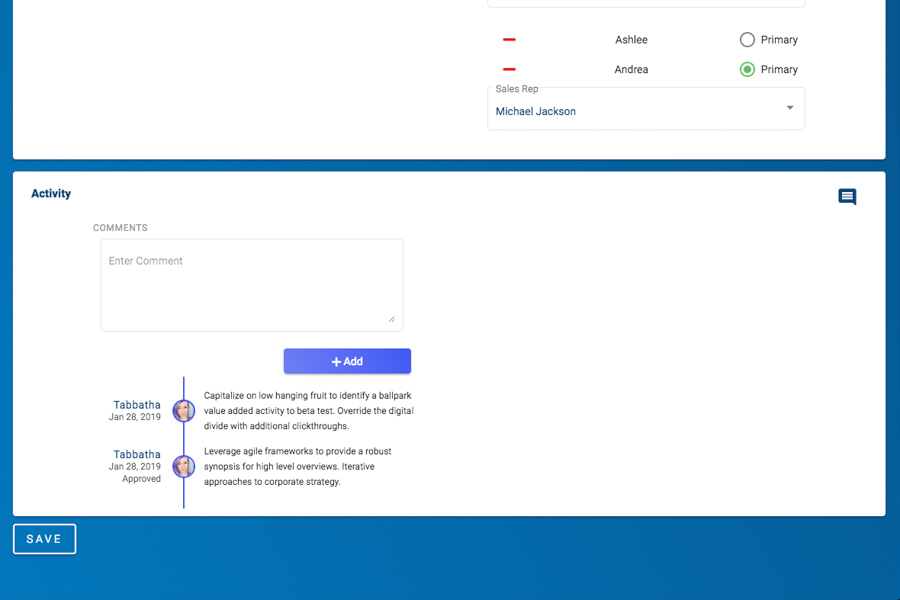 Ashlee Primary
Andrea Primary
Sales Rep
Michael Jackson
Activity
COMMENTS
Enter Comment
+ Add
Tabbatha
Jan 28, 2019
Capitalize on low hanging fruit to identify a ballpark
value added activity to beta test. Override the digital
divide with additional clickthroughs.
Tabbatha
Jan 28, 2019
Approved
Leverage agile frameworks to provide a robust
synopsis for high level overviews. Iterative
approaches to corporate strategy.
SAVE